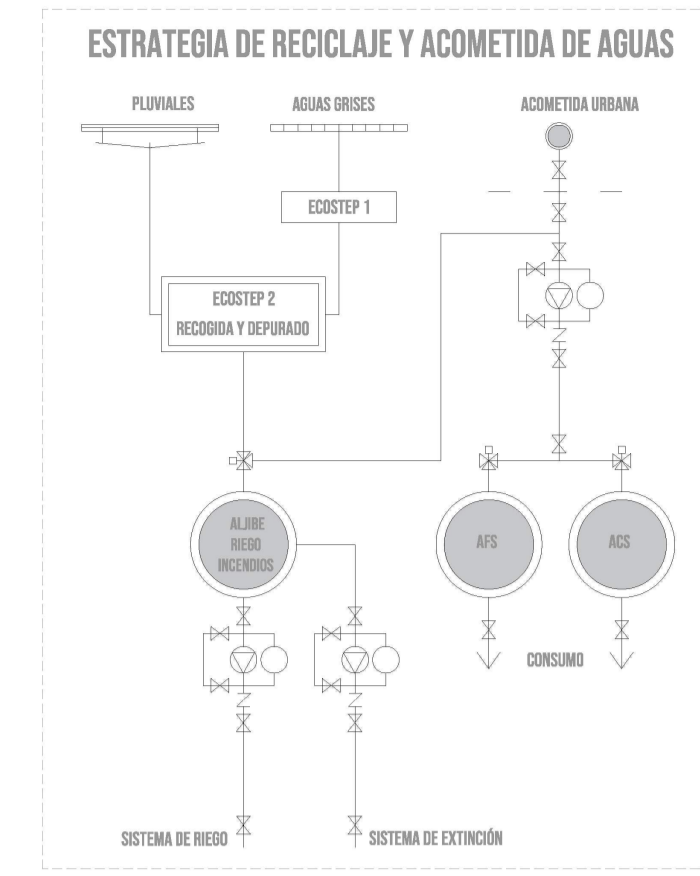 ESTRATEGIA DE RECICLAJE Y ACOMETIDA DE AGUAS
PLUVIALES
AGUAS GRISES
ACOMETIDA URBANA
ECOSTEP 1
ECOSTEP 2
RECOGIDA Y DEPURADO
ALJIBE
RIEGO
INCENDIOS
AFS
ACS
CONSUMO
SISTEMA DE RIEGO
SISTEMA DE EXTINCIÓN